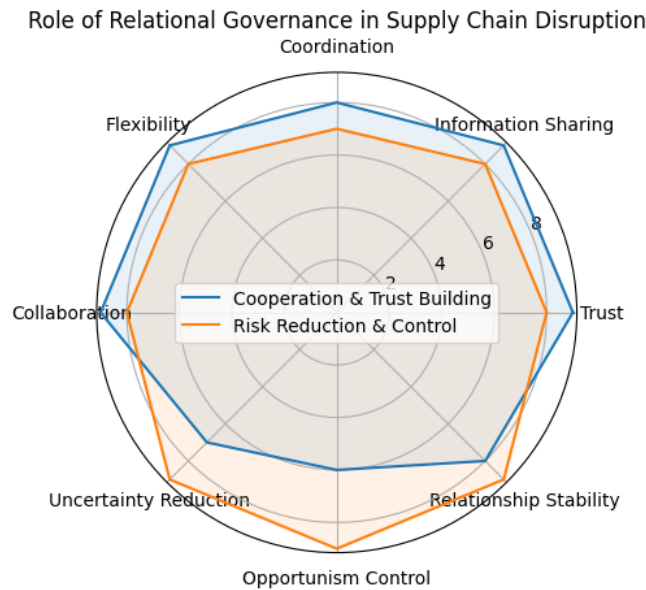 Role of Relational Governance in Supply Chain Disruption
Coordination
Flexibility
Information Sharing
8
6
4
2
Collaboration
Cooperation & Trust Building
Risk Reduction & Control
Trust
Uncertainty Reduction
Relationship Stability
Opportunism Control